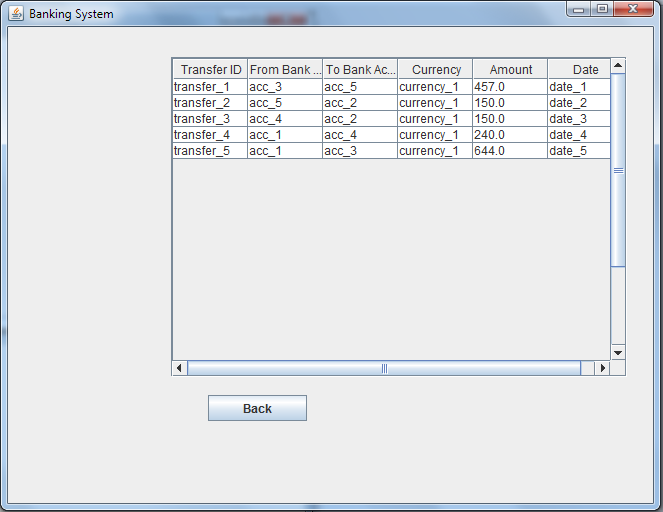 Banking System
Transfer ID From Bank ... To Bank Ac... Currency Amount Date
transfer_1 acc_3 acc_5 currency_1 457.0 date_1
transfer_2 acc_5 acc_2 currency_1 150.0 date_2
transfer_3 acc_4 acc_2 currency_1 150.0 date_3
transfer_4 acc_1 acc_4 currency_1 240.0 date_4
transfer_5 acc_1 acc_3 currency_1 644.0 date_5
Back